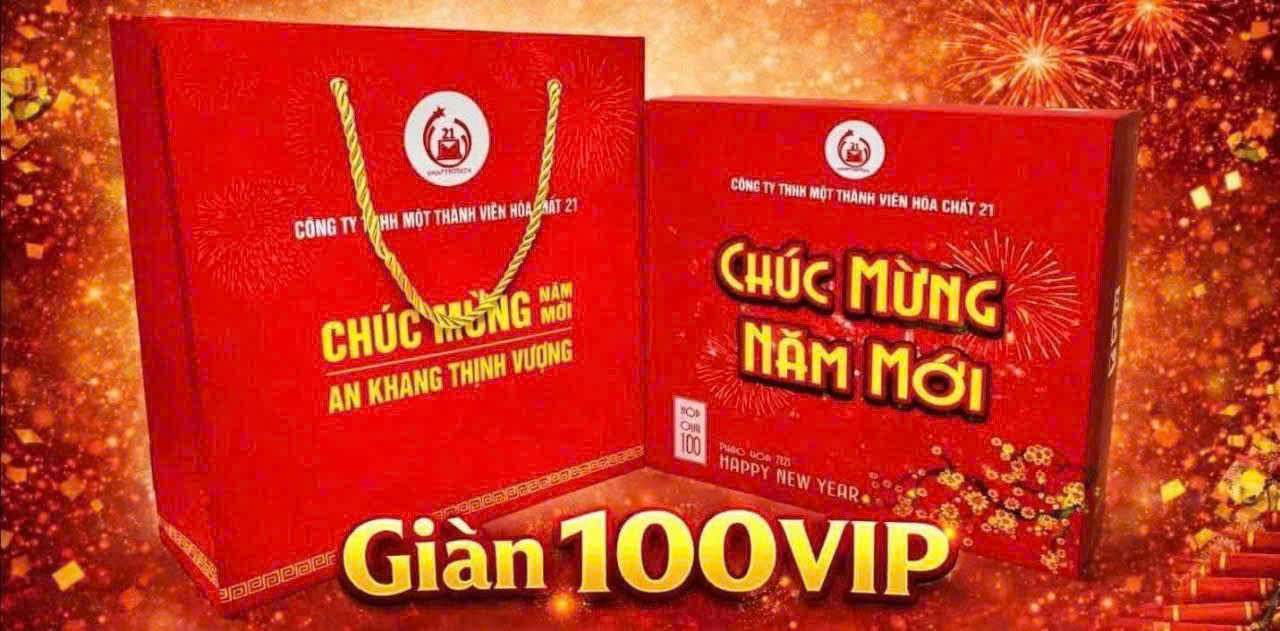 21
CÔNG TY TNHH MỘT THÀNH VIÊN HÓA CHẤT 21
CHÚC MỪNG NĂM MỚI
AN KHANG THỊNH VƯỢNG
21
CÔNG TY TNHH MỘT THÀNH VIÊN HÓA CHẤT 21
CHÚC MỪNG
NĂM MỚI
HỘP
QUÀ
100
PHÁO HOA Z121
HAPPY NEW YEAR
Giàn 100VIP